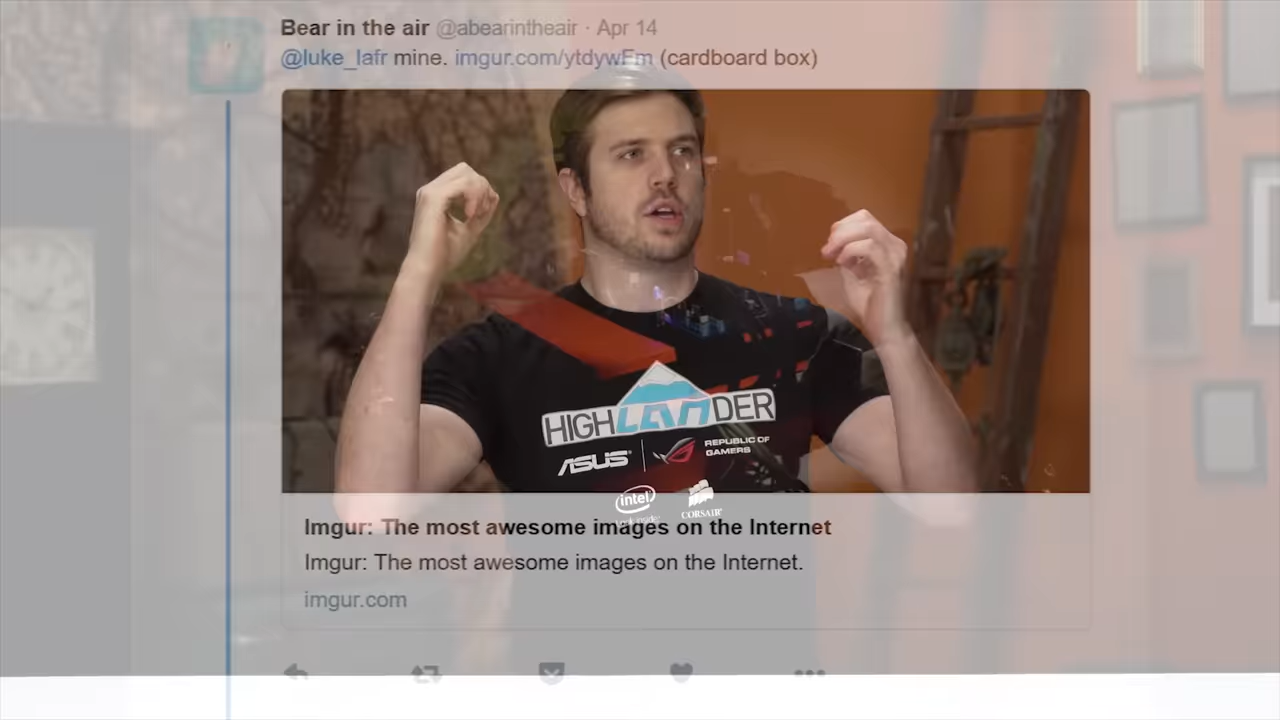 Bear in the air @abearintheair · Apr 14
@luke_lafr mine. imgur.com/ytdywFm (cardboard box)
HIGHLANDER
ASUS REPUBLIC OF
GAMERS
intel
CORSAIR
Imgur: The most awesome images on the Internet
Imgur: The most awesome images on the Internet.
imgur.com